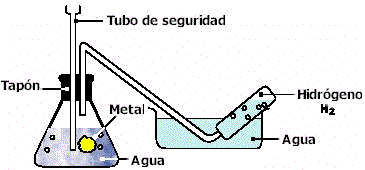 Tubo de seguridad
Tapón
Metal
Hidrógeno
H₂
Agua
Agua